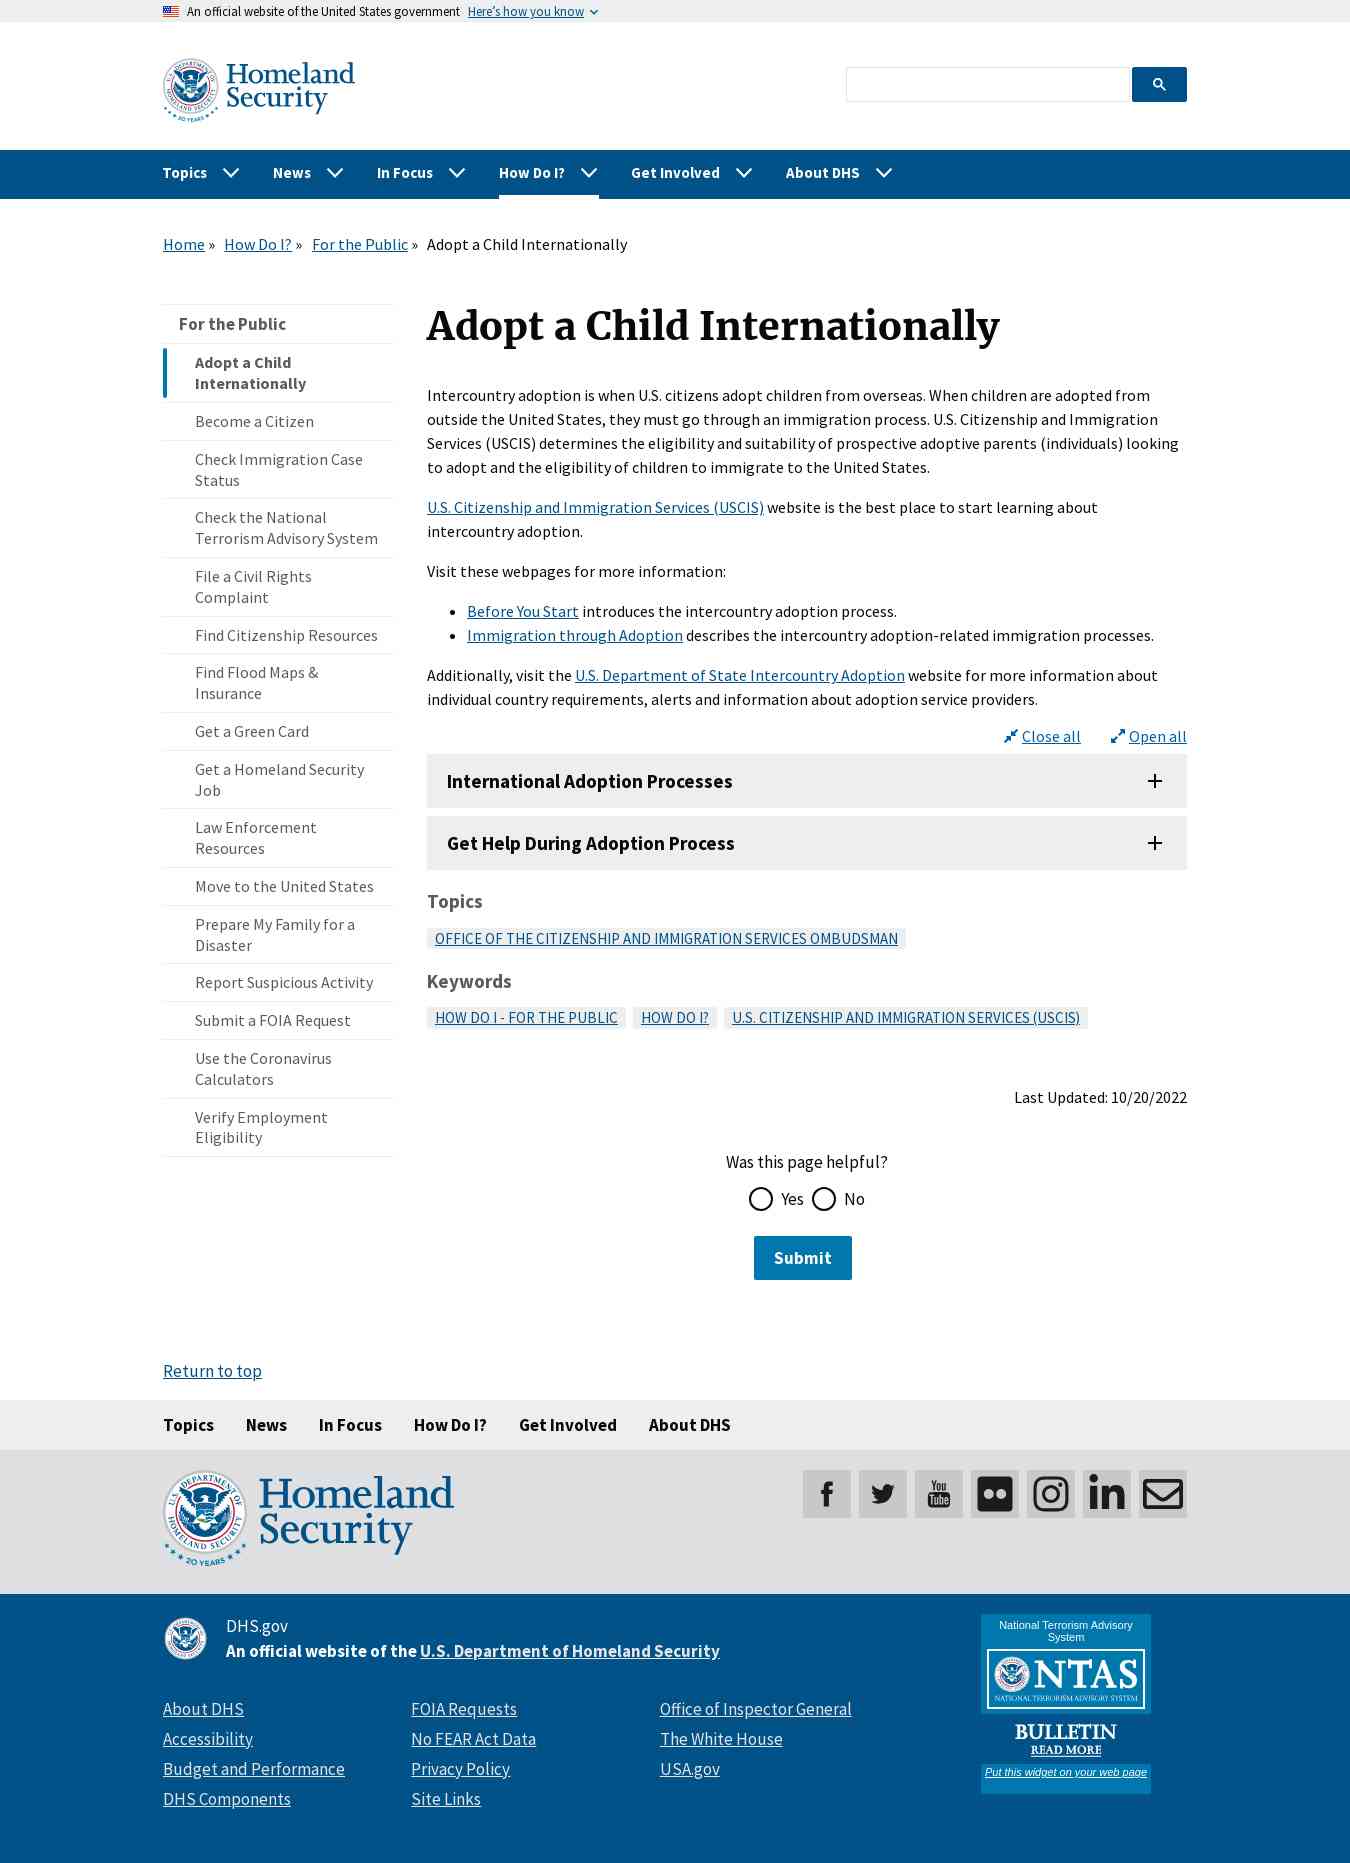 An official website of the United States government Here's how you know
Homeland
Security
20 YEARS
Topics News In Focus How Do I? Get Involved About DHS
Home » How Do I? » For the Public » Adopt a Child Internationally
For the Public
Adopt a Child
Internationally
Become a Citizen
Check Immigration Case
Status
Check the National
Terrorism Advisory System
File a Civil Rights
Complaint
Find Citizenship Resources
Find Flood Maps &
Insurance
Get a Green Card
Get a Homeland Security
Job
Law Enforcement
Resources
Move to the United States
Prepare My Family for a
Disaster
Report Suspicious Activity
Submit a FOIA Request
Use the Coronavirus
Calculators
Verify Employment
Eligibility
Adopt a Child Internationally
Intercountry adoption is when U.S. citizens adopt children from overseas. When children are adopted from
outside the United States, they must go through an immigration process. U.S. Citizenship and Immigration
Services (USCIS) determines the eligibility and suitability of prospective adoptive parents (individuals) looking
to adopt and the eligibility of children to immigrate to the United States.
U.S. Citizenship and Immigration Services (USCIS) website is the best place to start learning about
intercountry adoption.
Visit these webpages for more information:
• Before You Start introduces the intercountry adoption process.
• Immigration through Adoption describes the intercountry adoption-related immigration processes.
Additionally, visit the U.S. Department of State Intercountry Adoption website for more information about
individual country requirements, alerts and information about adoption service providers.
Close all Open all
International Adoption Processes
Get Help During Adoption Process
Topics
OFFICE OF THE CITIZENSHIP AND IMMIGRATION SERVICES OMBUDSMAN
Keywords
HOW DO I - FOR THE PUBLIC HOW DO I? U.S. CITIZENSHIP AND IMMIGRATION SERVICES (USCIS)
Last Updated: 10/20/2022
Was this page helpful?
Yes No
Submit
Return to top
Topics News In Focus How Do I? Get Involved About DHS
U.S. DEPARTMENT OF
HOMELAND SECURITY
20 YEARS
Homeland
Security
You
Tube
DHS.gov
An official website of the U.S. Department of Homeland Security
About DHS
Accessibility
Budget and Performance
DHS Components
FOIA Requests
No FEAR Act Data
Privacy Policy
Site Links
Office of Inspector General
The White House
USA.gov
National Terrorism Advisory
System
NTAS
NATIONAL TERRORISM ADVISORY SYSTEM
BULLETIN
READ MORE
Put this widget on your web page